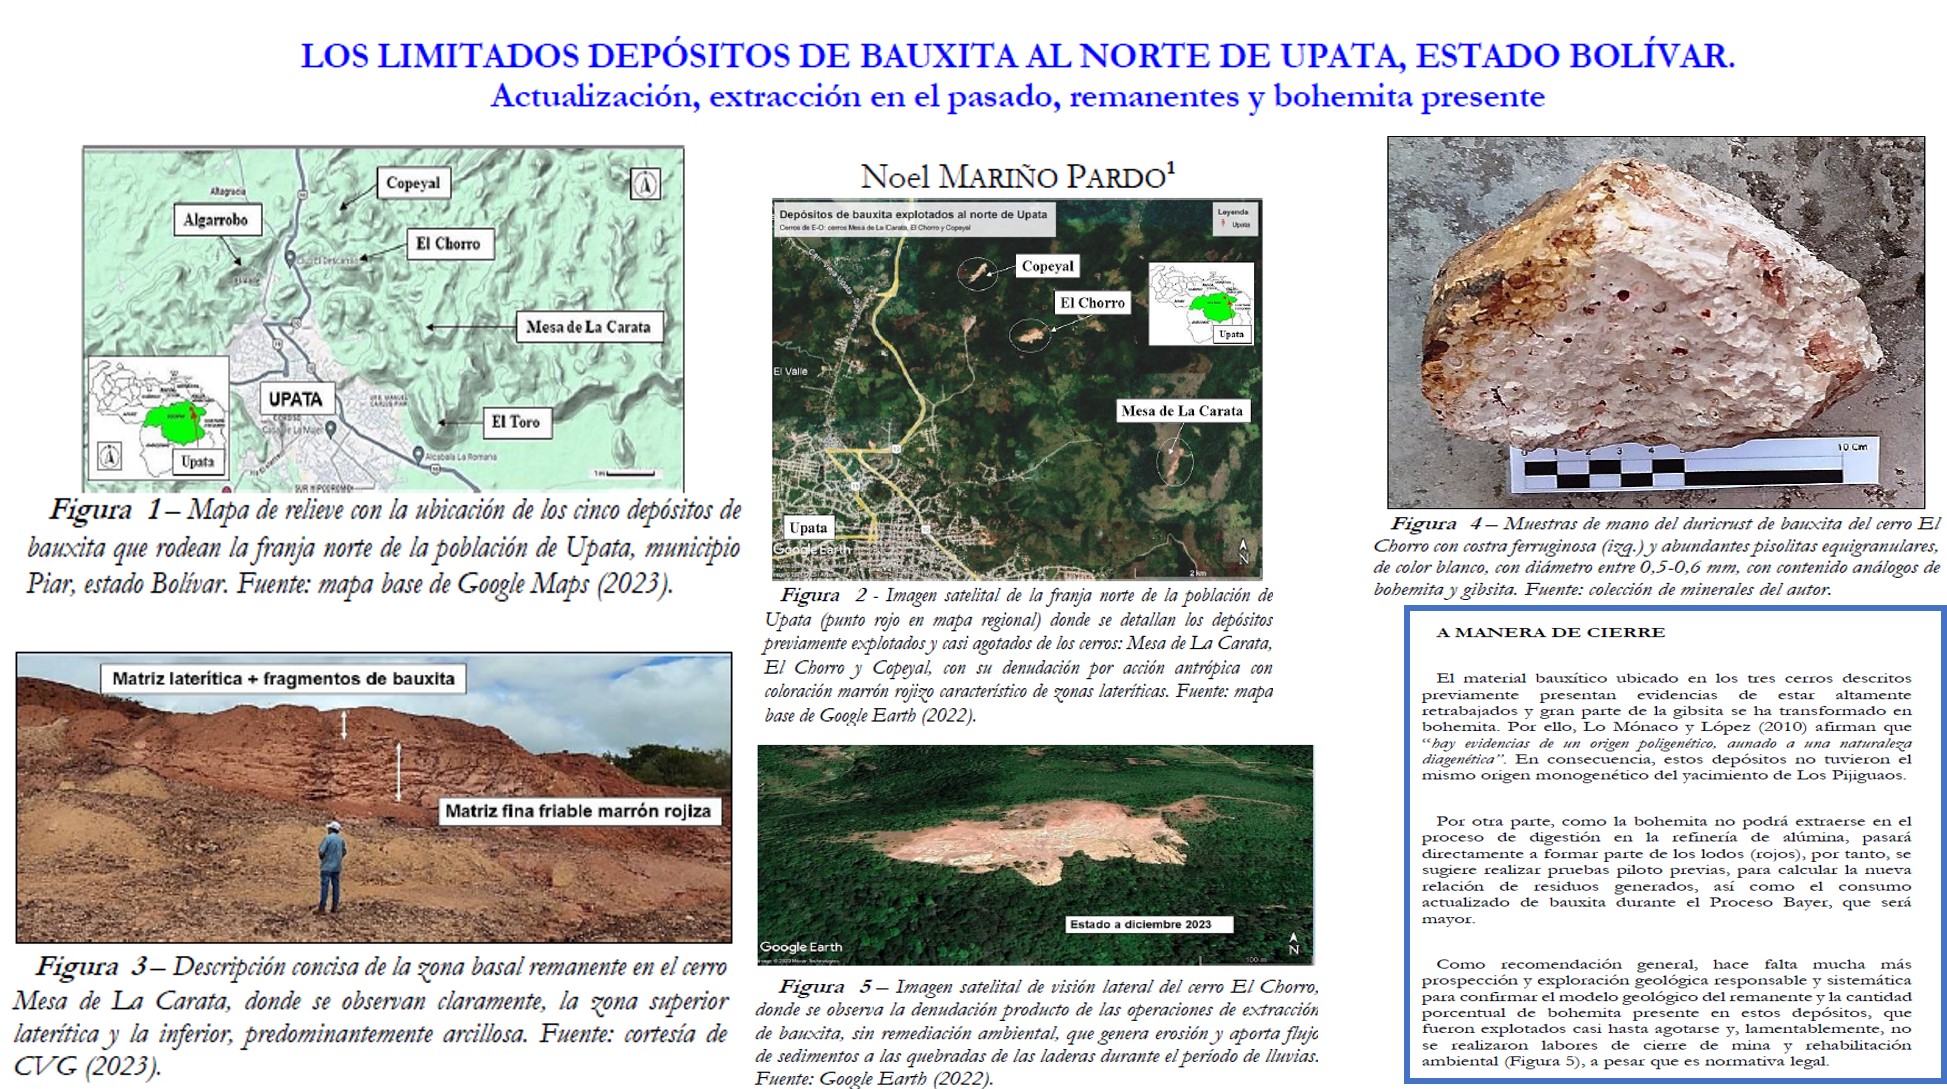 LOS LIMITADOS DEPÓSITOS DE BAUXITA AL NORTE DE UPATA, ESTADO BOLÍVAR.
Actualización, extracción en el pasado, remanentes y bohemita presente
Noel MARIÑO PARDO¹
Altagracia
Copeyal
Algarrobo
El Chorro
Mesa de La Carata
UPATA
El Toro
Alcabala La Romana
Upata
Figura 1 – Mapa de relieve con la ubicación de los cinco depósitos de
bauxita que rodean la franja norte de la población de Upata, municipio
Piar, estado Bolívar. Fuente: mapa base de Google Maps (2023).
Matriz laterítica + fragmentos de bauxita
Matriz fina friable marrón rojiza
Figura 3 – Descripción concisa de la zona basal remanente en el cerro
Mesa de La Carata, donde se observan claramente, la zona superior
laterítica y la inferior, predominantemente arcillosa. Fuente: cortesía de
CVG (2023).
Depósitos de bauxita explotados al norte de Upata
Cerros de E-O: cerros Mesa de La Carata, El Chorro y Copeyal
Leyenda
Upata
Copeyal
El Chorro
Upata
El Valle
Mesa de La Carata
Upata
Google Earth
2 km
N
Figura 2 - Imagen satelital de la franja norte de la población de
Upata (punto rojo en mapa regional) donde se detallan los depósitos
previamente explotados y casi agotados de los cerros: Mesa de La Carata,
El Chorro y Copeyal, con su denudación por acción antrópica con
coloración marrón rojizo característico de zonas lateríticas. Fuente: mapa
base de Google Earth (2022).
Estado a diciembre 2023
Google Earth
100 m
N
Figura 5 – Imagen satelital de visión lateral del cerro El Chorro,
donde se observa la denudación producto de las operaciones de extracción
de bauxita, sin remediación ambiental, que genera erosión y aporta flujo
de sedimentos a las quebradas de las laderas durante el período de lluvias.
Fuente: Google Earth (2022).
0 1 2 3 4 5 10 Cm
Figura 4 – Muestras de mano del duricrust de bauxita del cerro El
Chorro con costra ferruginosa (izq.) y abundantes pisolitas equigranulares,
de color blanco, con diámetro entre 0,5-0,6 mm, con contenido análogos de
bohemita y gibsita. Fuente: colección de minerales del autor.
A MANERA DE CIERRE
El material bauxítico ubicado en los tres cerros descritos
previamente presentan evidencias de estar altamente
retrabajados y gran parte de la gibsita se ha transformado en
bohemita. Por ello, Lo Mónaco y López (2010) afirman que
“hay evidencias de un origen poligenético, aunado a una naturaleza
diagenética”. En consecuencia, estos depósitos no tuvieron el
mismo origen monogenético del yacimiento de Los Pijiguaos.
Por otra parte, como la bohemita no podrá extraerse en el
proceso de digestión en la refinería de alúmina, pasará
directamente a formar parte de los lodos (rojos), por tanto, se
sugiere realizar pruebas piloto previas, para calcular la nueva
relación de residuos generados, así como el consumo
actualizado de bauxita durante el Proceso Bayer, que será
mayor.
Como recomendación general, hace falta mucha más
prospección y exploración geológica responsable y sistemática
para confirmar el modelo geológico del remanente y la cantidad
porcentual de bohemita presente en estos depósitos, que
fueron explotados casi hasta agotarse y, lamentablemente, no
se realizaron labores de cierre de mina y rehabilitación
ambiental (Figura 5), a pesar que es normativa legal.